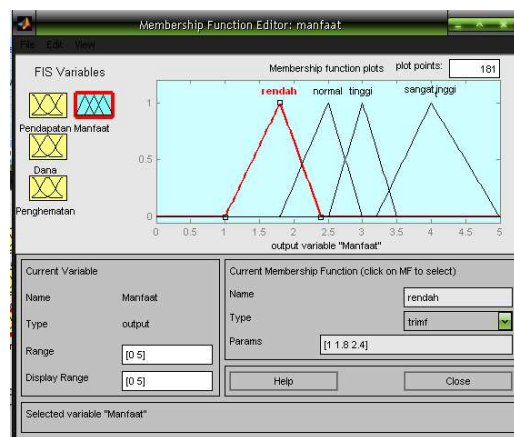 Membership Function Editor: manfaat
File Edit View
FIS Variables
Membership function plots plot points: 181
Pendapatan Manfaat
Dana
Penghematan
rendah normal tinggi sangat,inggi
1
0.5
0
0 0.5 1 1.5 2 2.5 3 3.5 4 4.5 5
output variable "Manfaat"
Current Variable
Name Manfaat
Type output
Range [0 5]
Display Range [0 5]
Current Membership Function (click on MF to select)
Name rendah
Type trimf
Params [1 1.8 2.4]
Help Close
Selected variable "Manfaat"